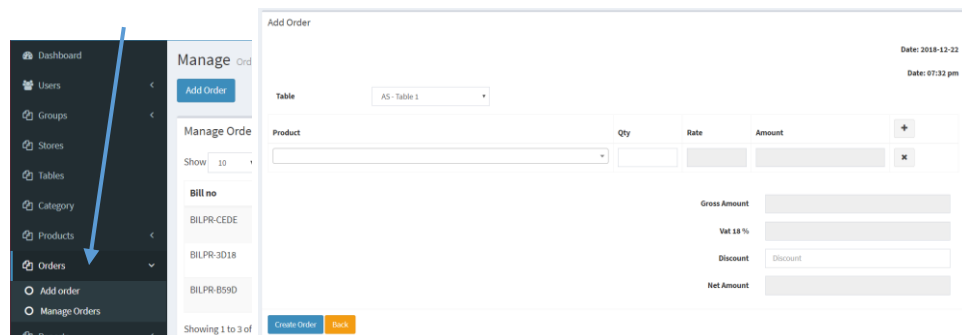 Dashboard
Users
Groups
Stores
Tables
Category
Products
Orders
Add order
Manage Orders
Manage Ord
Add Order
Manage Orde
Show 10
Bill no
BILPR-CEDE
BILPR-3D18
BILPR-B59D
Showing 1 to 3 of
Add Order
Date: 2018-12-22
Date: 07:32 pm
Table AS - Table 1
Product Qty Rate Amount
Gross Amount
Vat 18 %
Discount Discount
Net Amount
Create Order Back